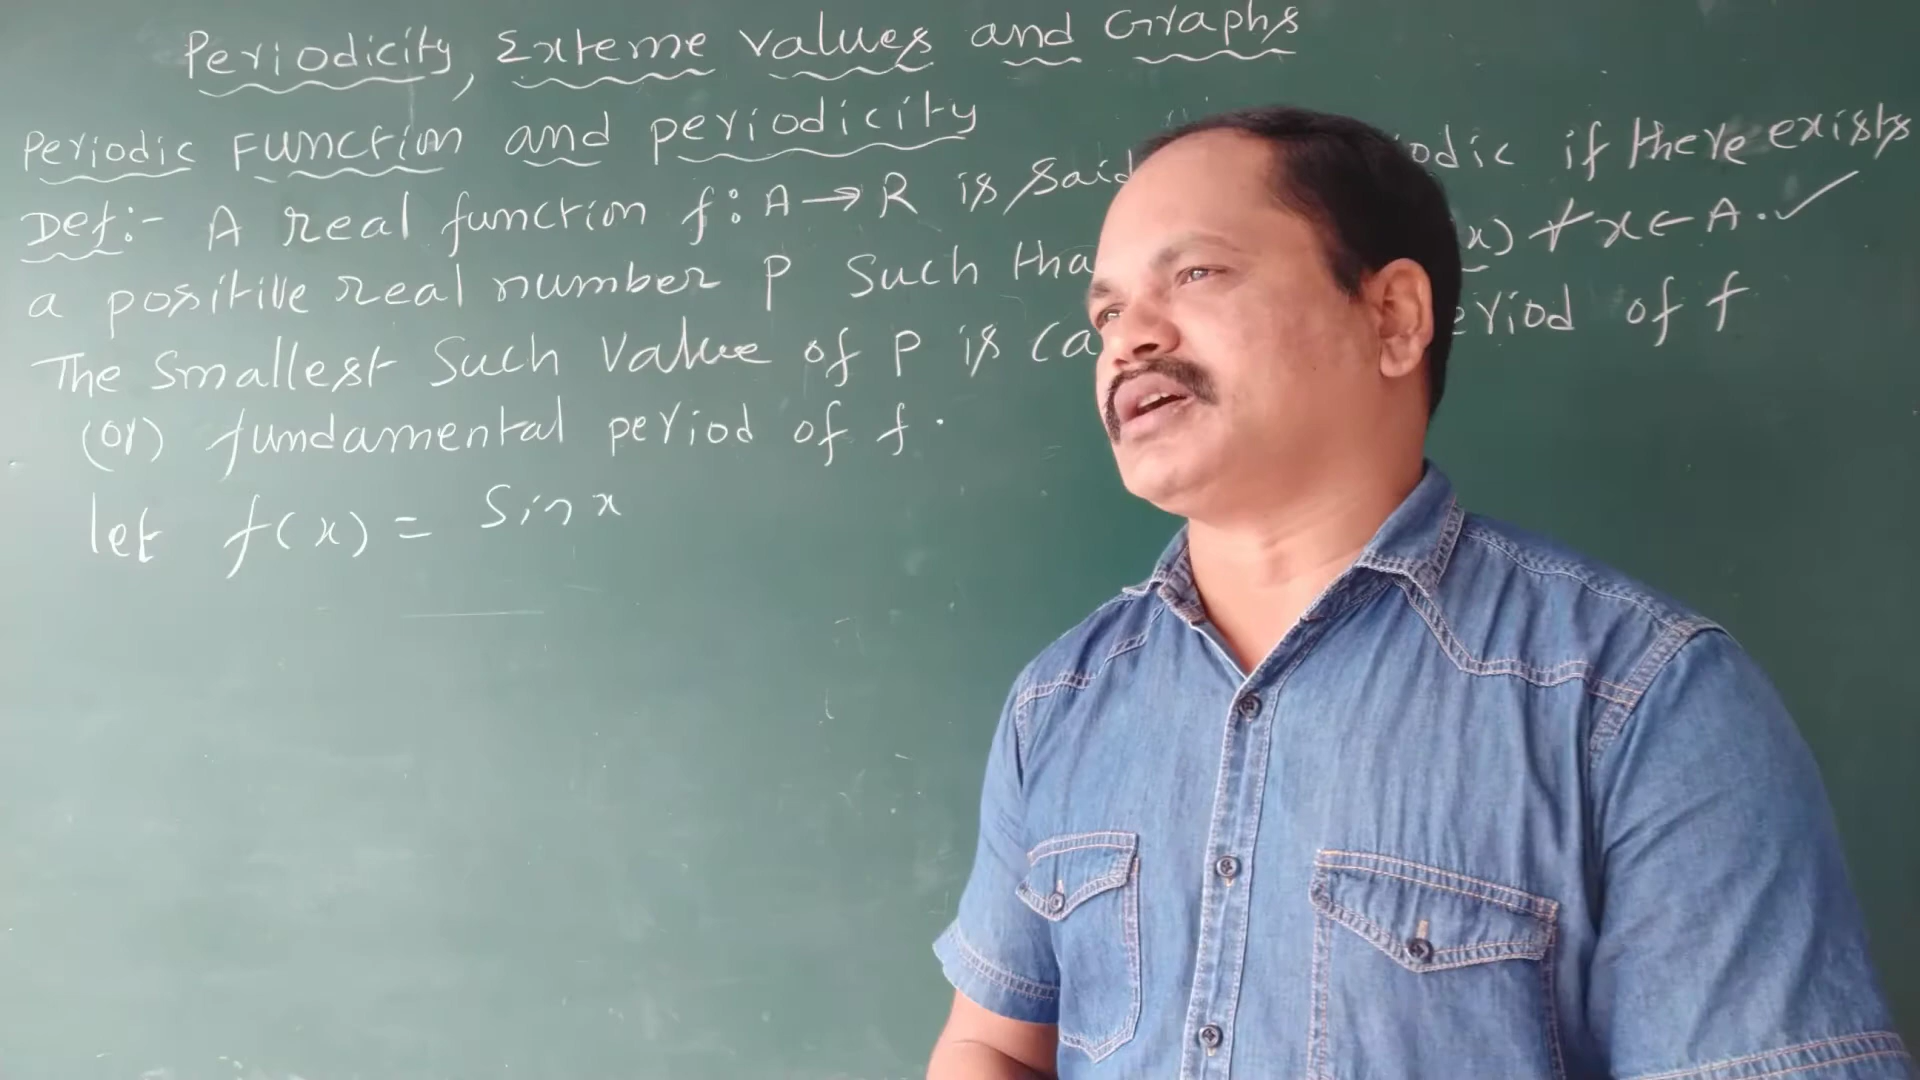 Periodicity, Exteme values and Graphs
Periodic Function and periodicity
Def:- A real function f: A → R is said odic if there exists
a positive real number p such tha x) ∀ x ∈ A. ✓
The smallest such value of p is ca eriod of f
(or) fundamental period of f.
let f(x) = Sin x